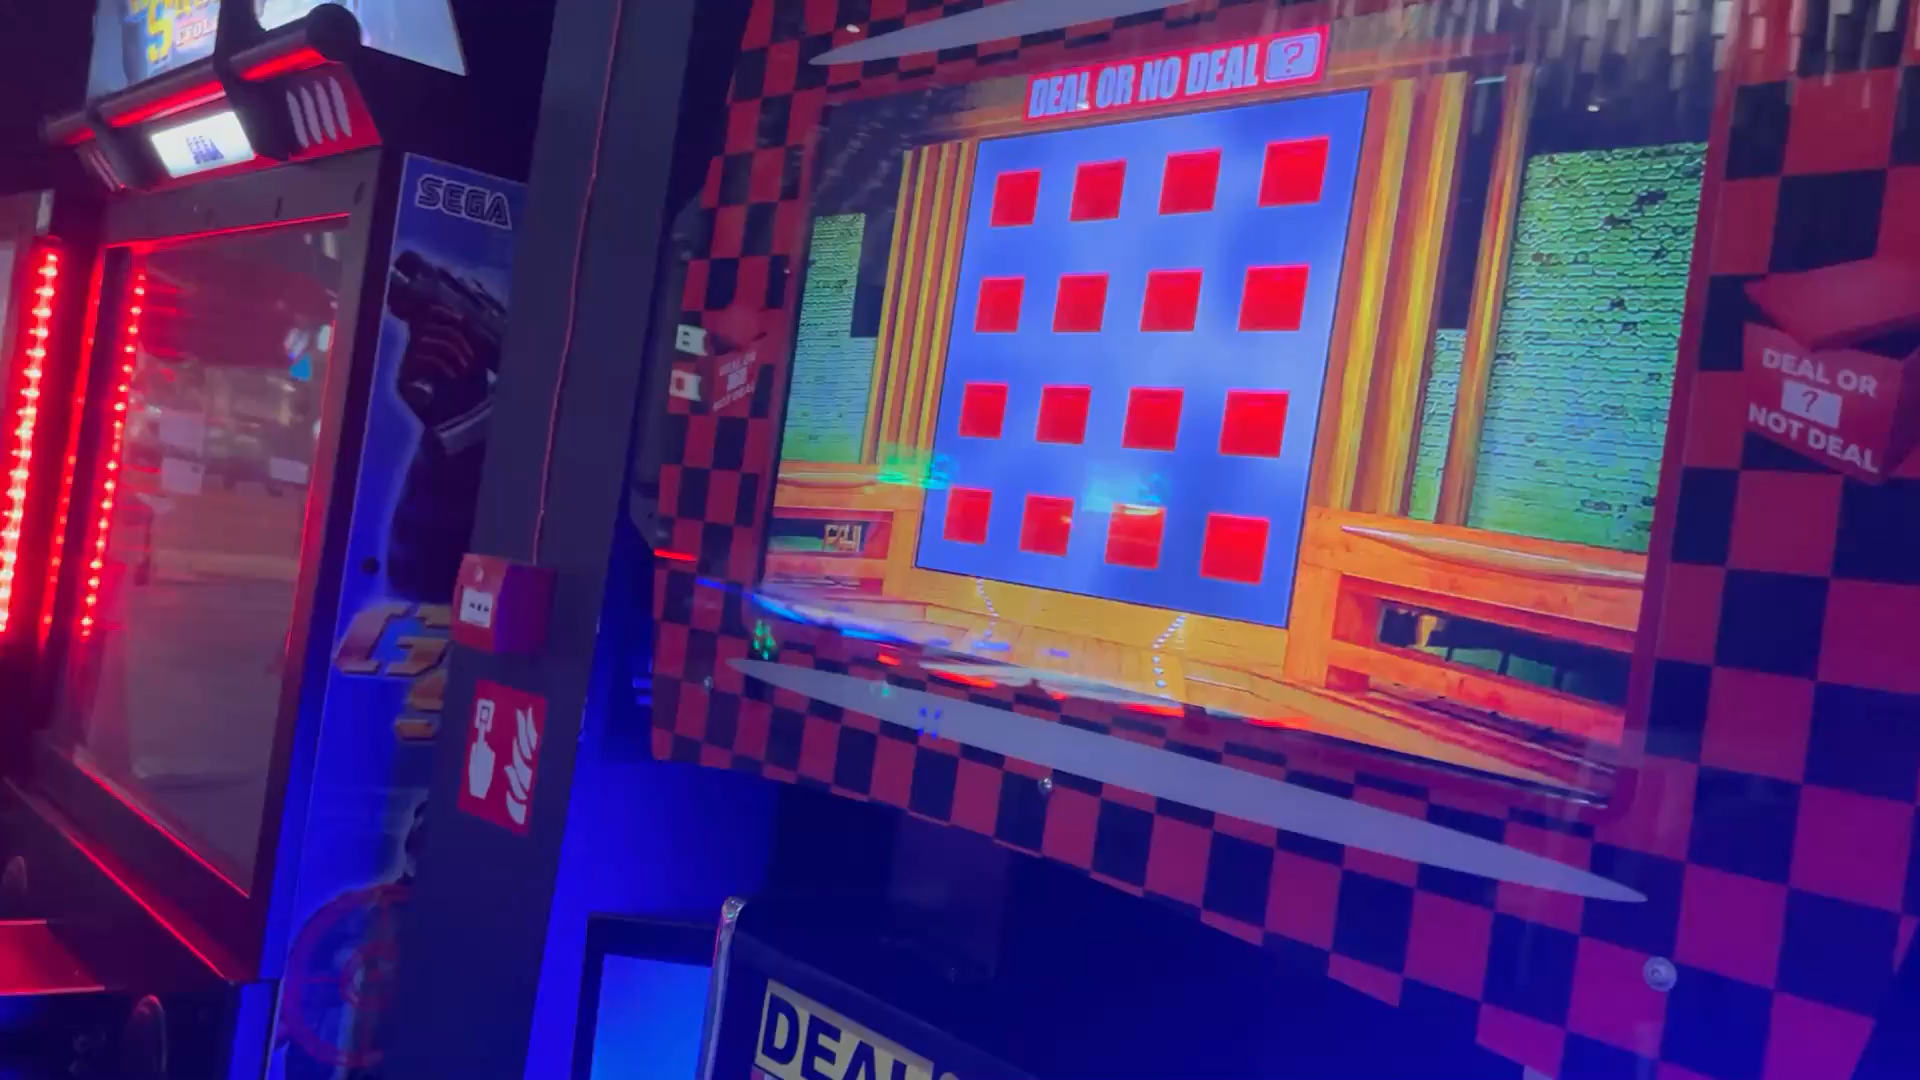 SEGA
SEGA
DEAL OR NO DEAL ?
DEAL OR
?
NOT DEAL
DEAL